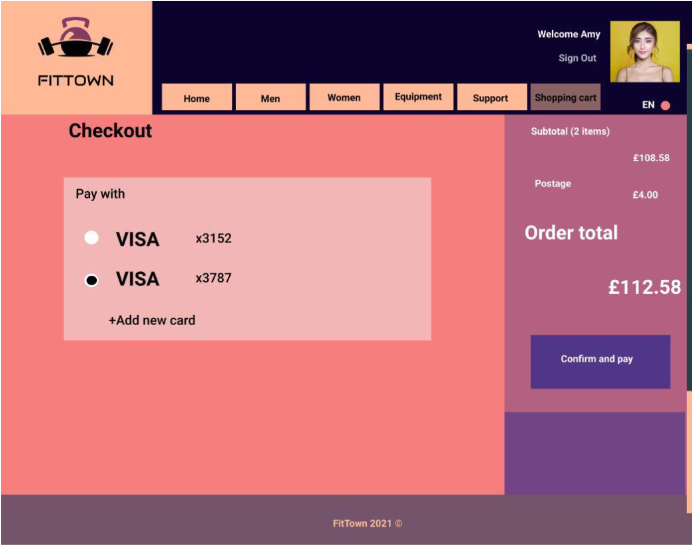 Welcome Amy
Sign Out
FITTOWN
Home
Men
Women
Equipment
Support
Shopping cart
EN
Checkout
Pay with
VISA x3152
VISA x3787
+Add new card
Subtotal (2 items)
£108.58
Postage
£4.00
Order total
£112.58
Confirm and pay
FitTown 2021 ©